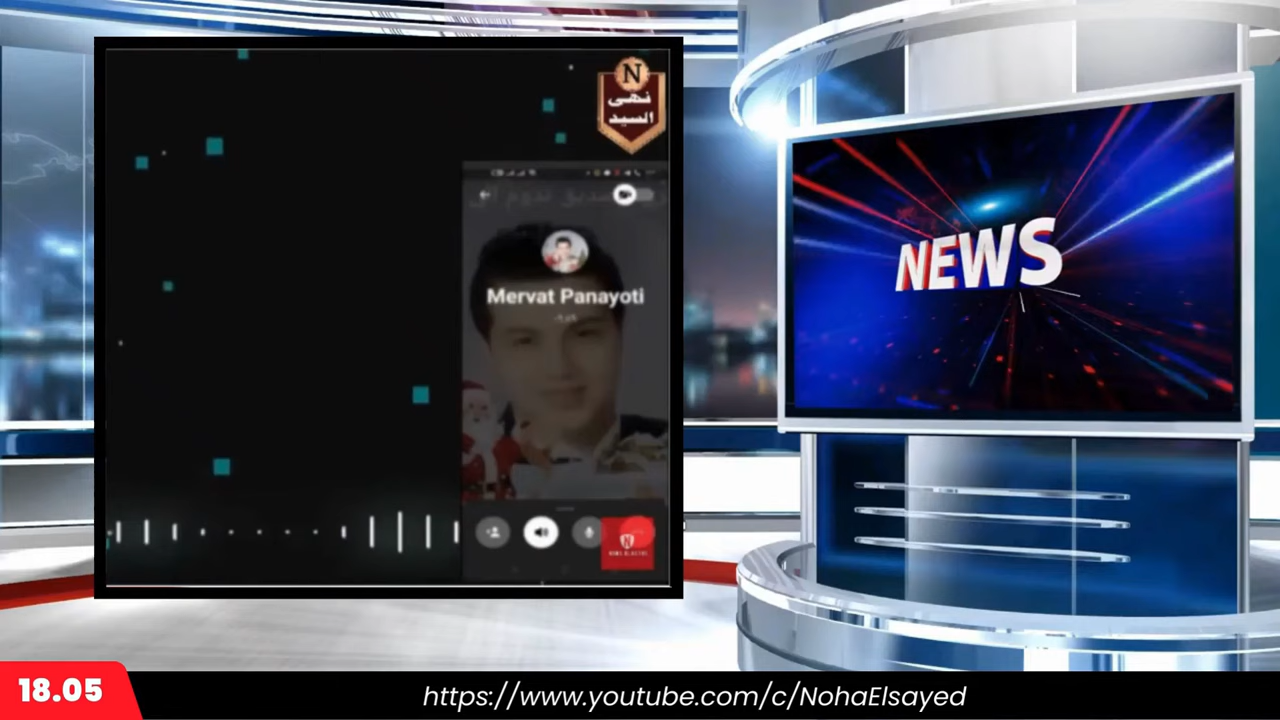 N
نهى
السيد
Mervat Panayoti
NEWS
18.05
https://www.youtube.com/c/NohaElsayed